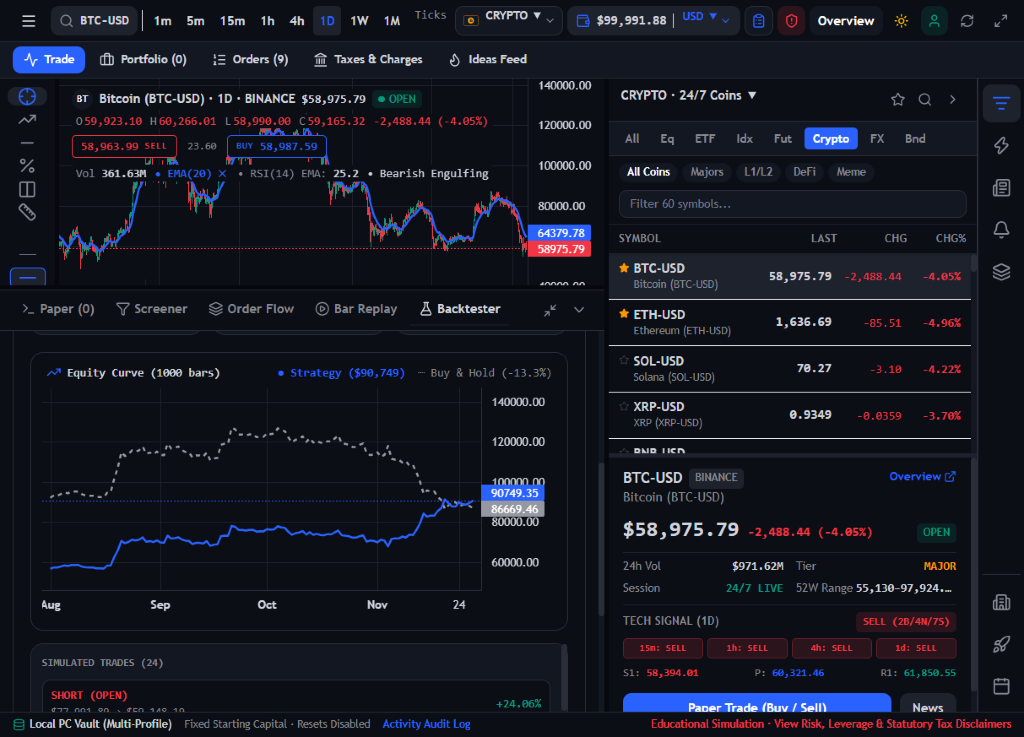 BTC-USD 1m 5m 15m 1h 4h 1D 1W 1M Ticks CRYPTO ▼ $99,991.88 USD ▼ Overview
Trade Portfolio (0) Orders (9) Taxes & Charges Ideas Feed
BT Bitcoin (BTC-USD) · 1D · BINANCE $58,975.79 ● OPEN
O59,923.10 H60,266.01 L58,990.00 C59,165.32 -2,488.44 (-4.05%)
58,963.99 SELL 23.60 BUY 58,987.59
Vol 361.63M • EMA(20) ✕ • RSI(14) EMA: 25.2 • Bearish Engulfing
140000.00
120000.00
100000.00
80000.00
64379.78
58975.79
40000.00
>_ Paper (0) Screener Order Flow Bar Replay Backtester
Equity Curve (1000 bars) ● Strategy ($90,749) — Buy & Hold (-13.3%)
140000.00
120000.00
100000.00
90749.35
86669.46
80000.00
60000.00
Aug Sep Oct Nov 24
SIMULATED TRADES (24)
SHORT (OPEN)
+24.06%
CRYPTO · 24/7 Coins ▼
All Eq ETF Idx Fut Crypto FX Bnd
All Coins Majors L1/L2 DeFi Meme
Filter 60 symbols...
SYMBOL LAST CHG CHG%
BTC-USD 58,975.79 -2,488.44 -4.05%
Bitcoin (BTC-USD)
ETH-USD 1,636.69 -85.51 -4.96%
Ethereum (ETH-USD)
SOL-USD 70.27 -3.10 -4.22%
Solana (SOL-USD)
XRP-USD 0.9349 -0.0359 -3.70%
XRP (XRP-USD)
BNB-USD
BTC-USD BINANCE Overview
Bitcoin (BTC-USD)
$58,975.79 -2,488.44 (-4.05%) OPEN
24h Vol $971.62M Tier MAJOR
Session 24/7 LIVE 52W Range 55,130–97,924....
TECH SIGNAL (1D) SELL (2B/4N/7S)
15m: SELL 1h: SELL 4h: SELL 1d: SELL
S1: 58,394.01 P: 60,321.46 R1: 61,850.55
Paper Trade (Buy / Sell) News
Local PC Vault (Multi-Profile) Fixed Starting Capital · Resets Disabled Activity Audit Log Educational Simulation · View Risk, Leverage & Statutory Tax Disclaimers